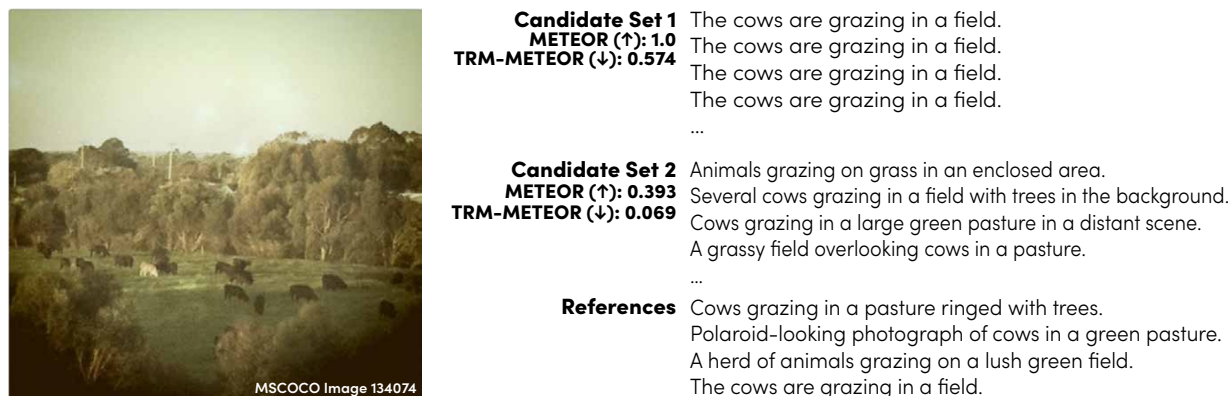 Candidate Set 1
METEOR (↑): 1.0
TRM-METEOR (↓): 0.574
The cows are grazing in a field.
The cows are grazing in a field.
The cows are grazing in a field.
The cows are grazing in a field.
...
Candidate Set 2
METEOR (↑): 0.393
TRM-METEOR (↓): 0.069
Animals grazing on grass in an enclosed area.
Several cows grazing in a field with trees in the background.
Cows grazing in a large green pasture in a distant scene.
A grassy field overlooking cows in a pasture.
...
References
Cows grazing in a pasture ringed with trees.
Polaroid-looking photograph of cows in a green pasture.
A herd of animals grazing on a lush green field.
The cows are grazing in a field.
MSCOCO Image 134074